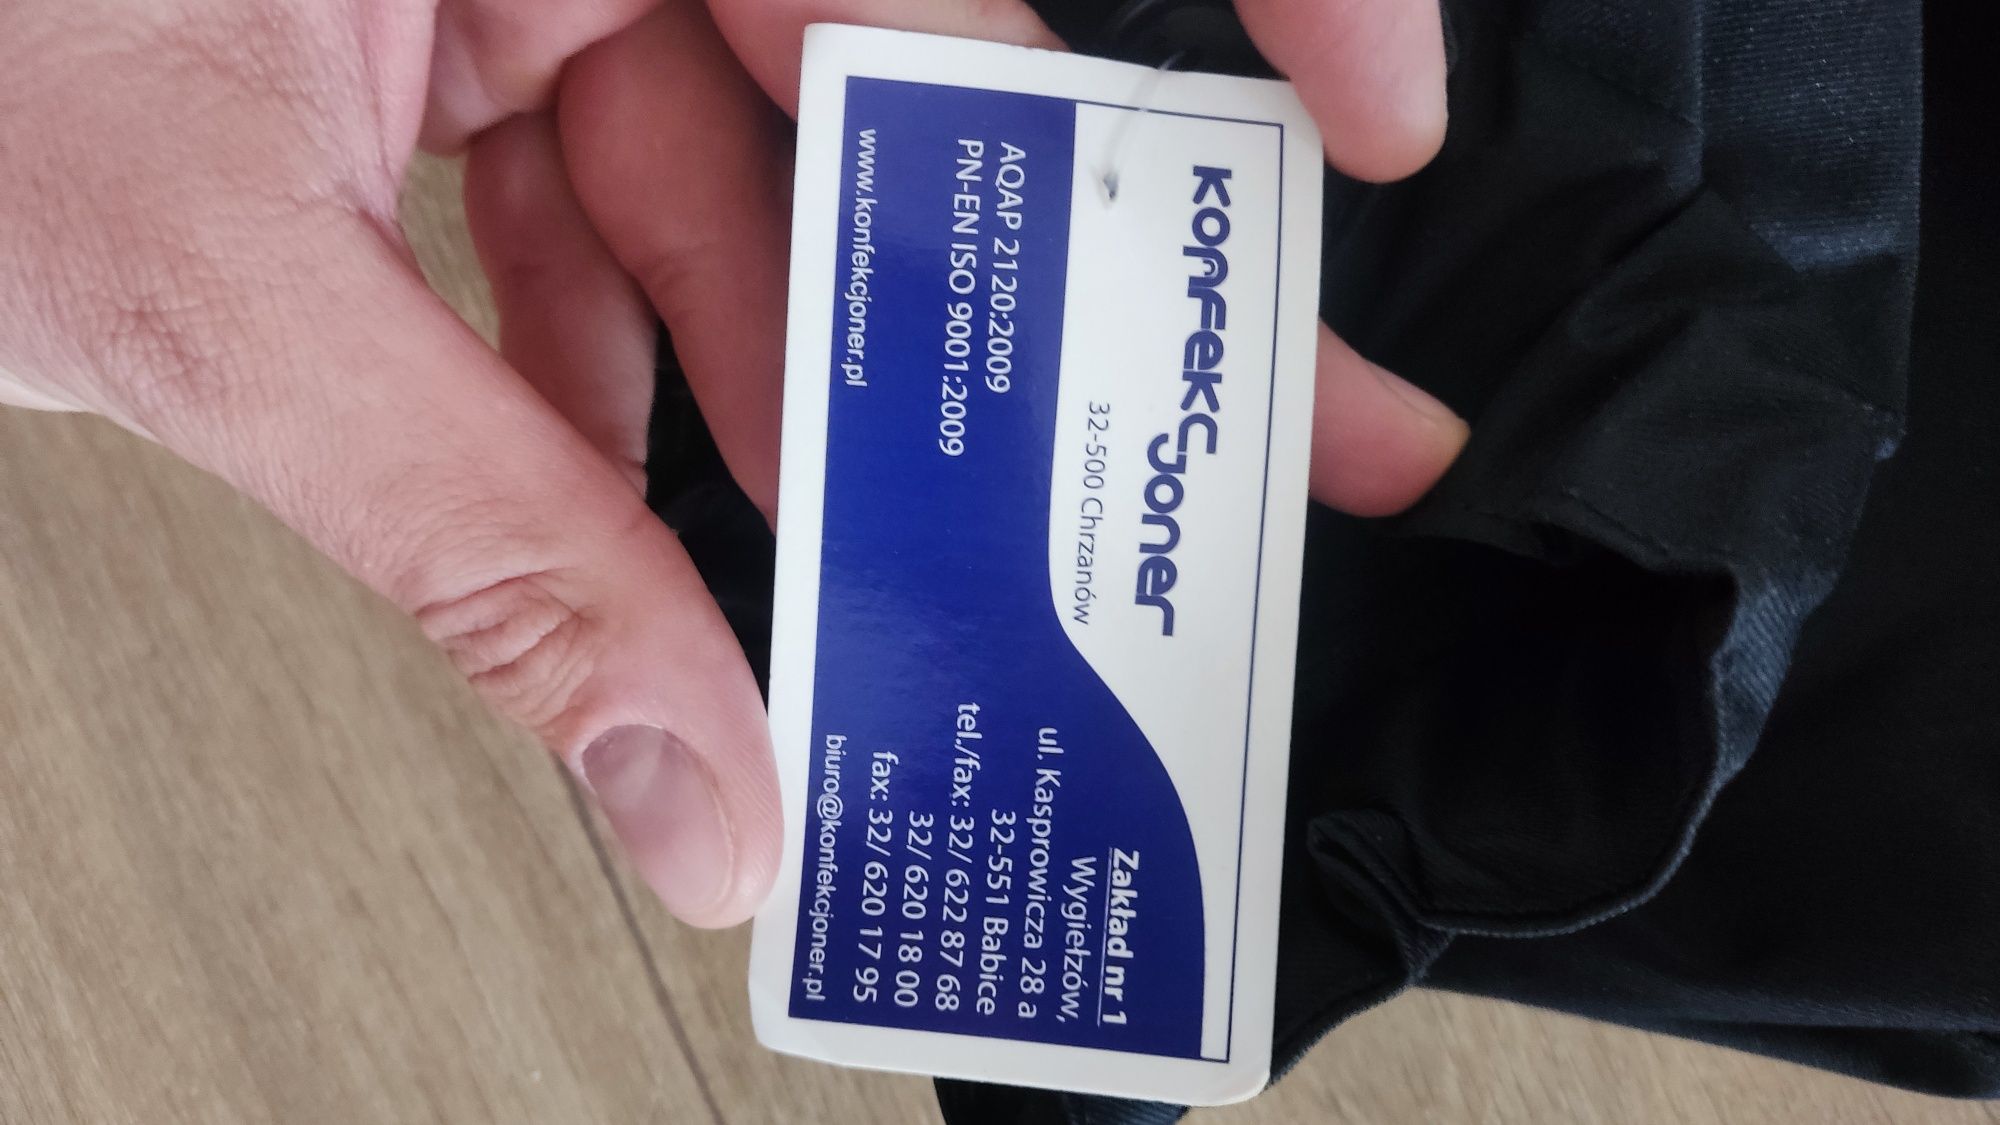 Konfekcjoner
32-500 Chrzanów
AQAP 2120:2009
PN-EN ISO 9001:2009
www.konfekcjoner.pl
Zakład nr 1
Wygiełzów,
ul. Kasprowicza 28 a
32-551 Babice
tel./fax: 32/ 622 87 68
32/ 620 18 00
fax: 32/ 620 17 95
biuro@konfekcjoner.pl